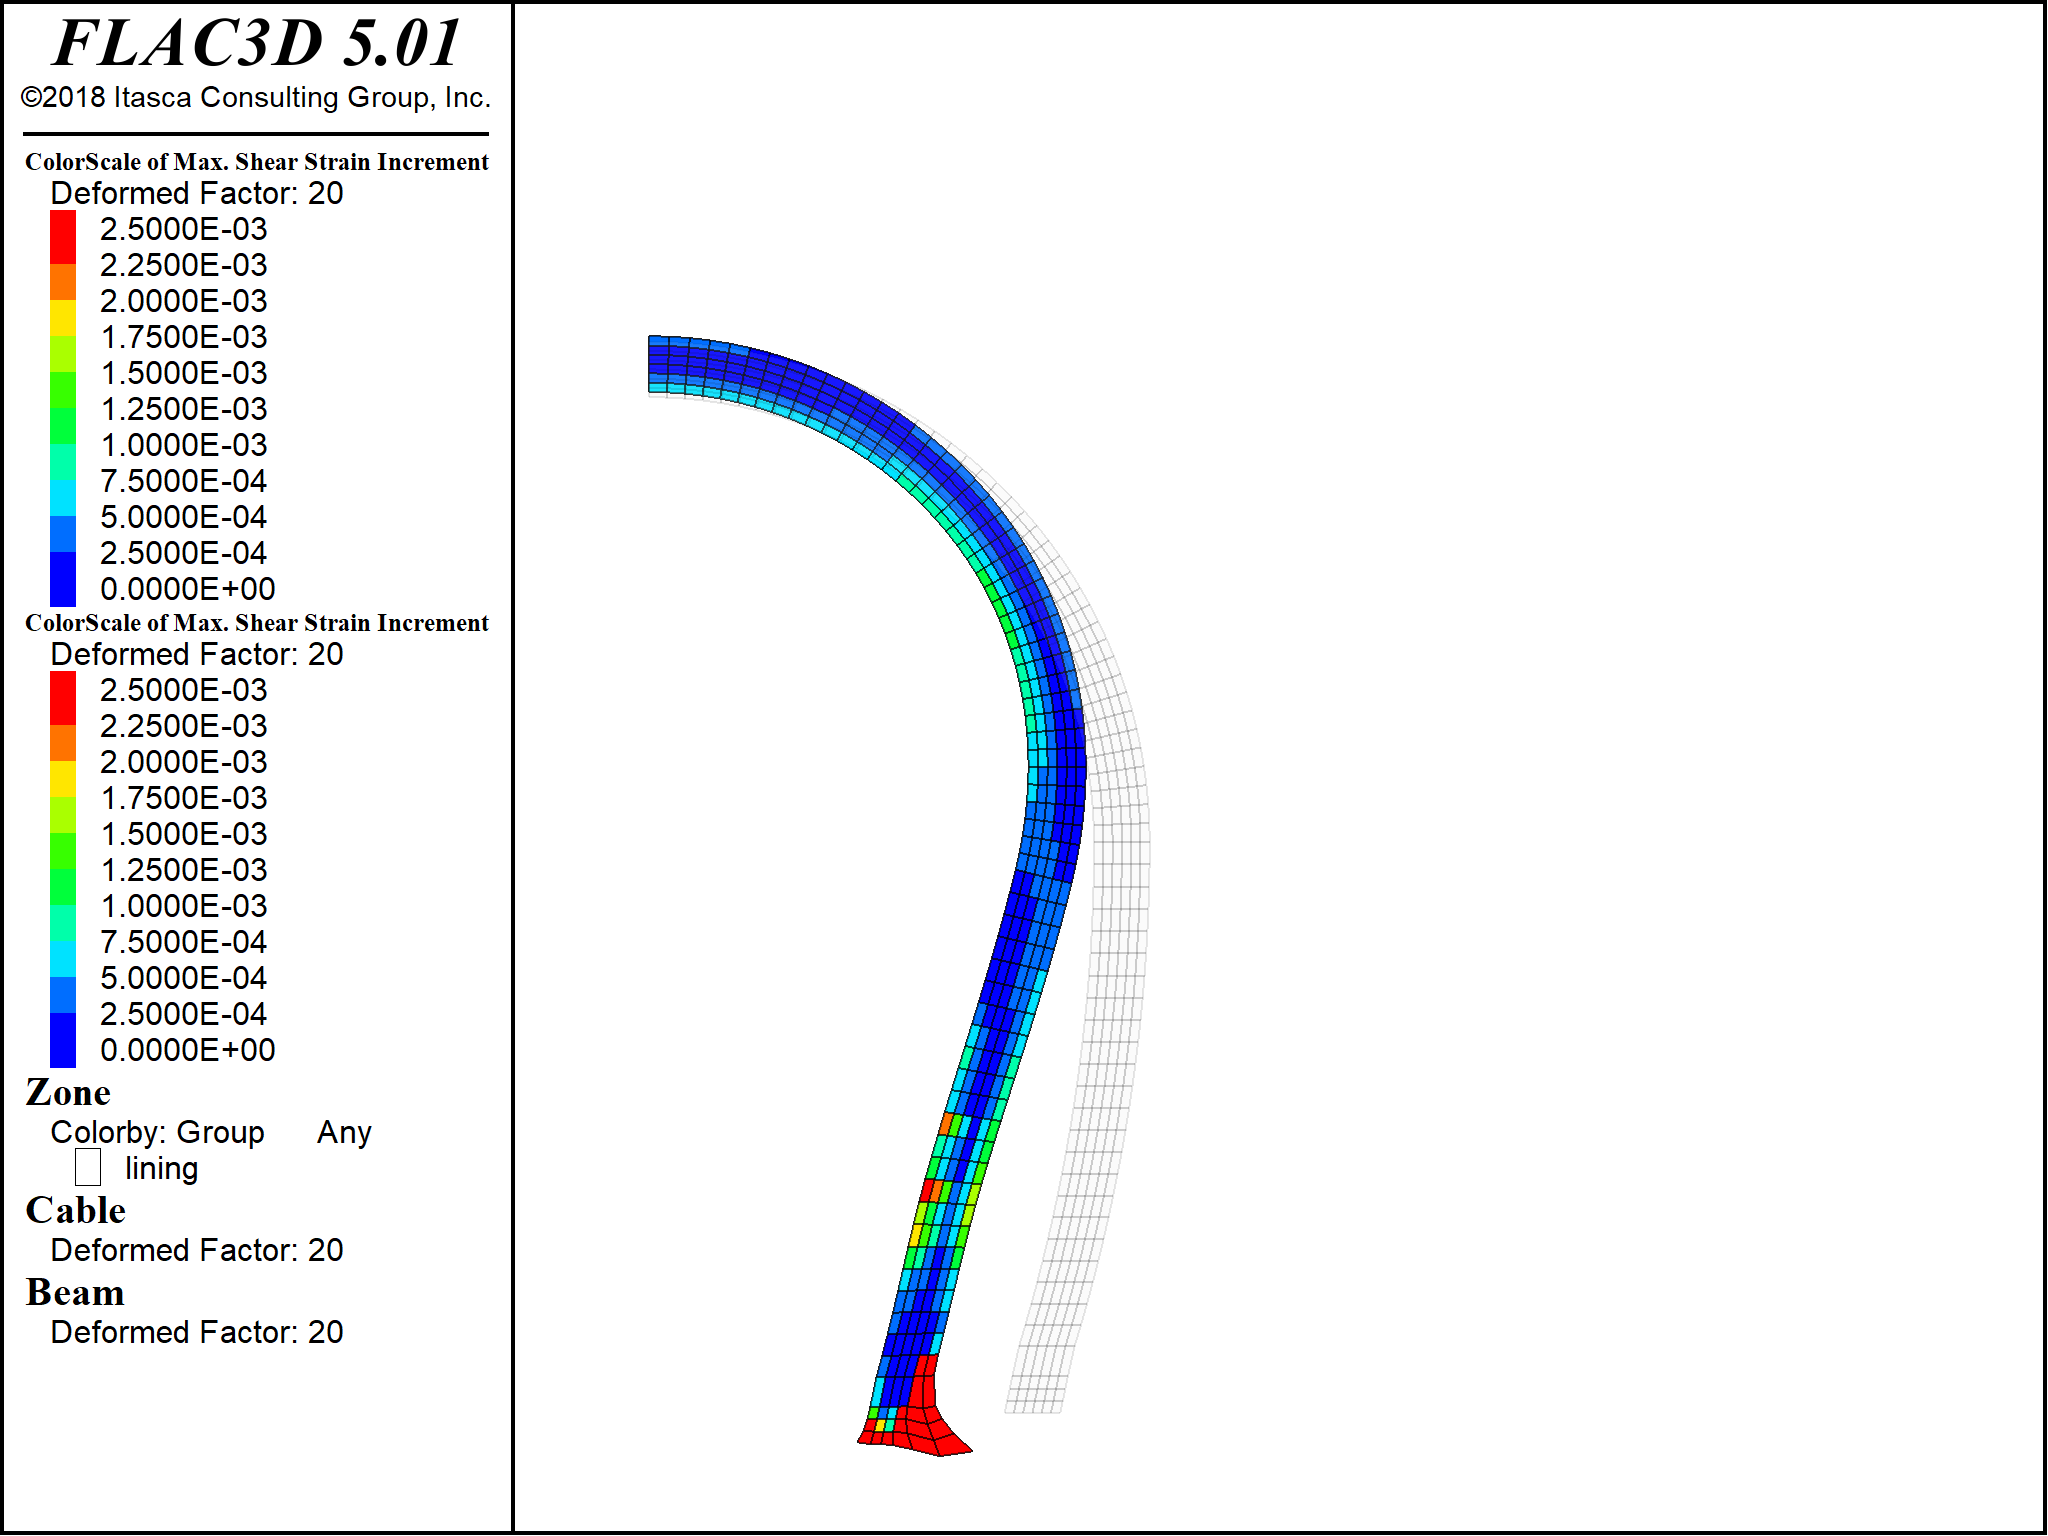 FLAC3D 5.01
©2018 Itasca Consulting Group, Inc.
ColorScale of Max. Shear Strain Increment
Deformed Factor: 20
2.5000E-03
2.2500E-03
2.0000E-03
1.7500E-03
1.5000E-03
1.2500E-03
1.0000E-03
7.5000E-04
5.0000E-04
2.5000E-04
0.0000E+00
ColorScale of Max. Shear Strain Increment
Deformed Factor: 20
2.5000E-03
2.2500E-03
2.0000E-03
1.7500E-03
1.5000E-03
1.2500E-03
1.0000E-03
7.5000E-04
5.0000E-04
2.5000E-04
0.0000E+00
Zone
Colorby: Group Any
lining
Cable
Deformed Factor: 20
Beam
Deformed Factor: 20